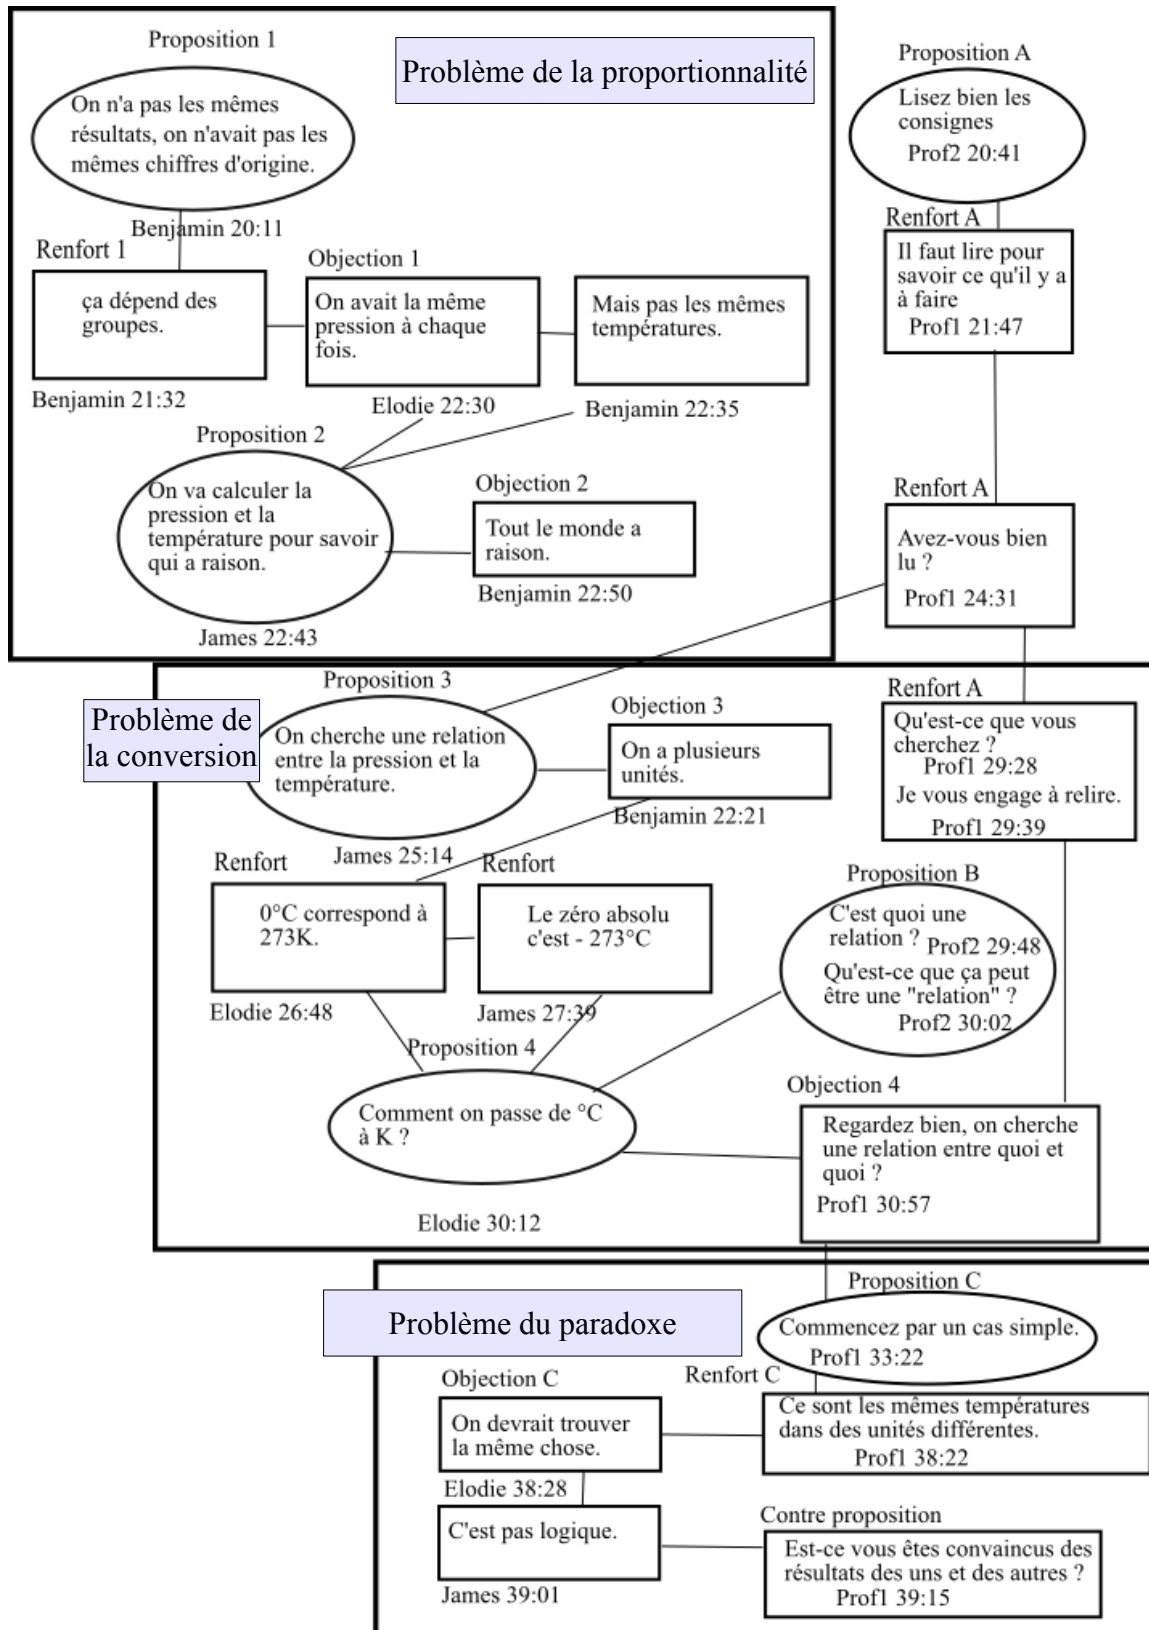 Proposition 1
Problème de la proportionnalité
On n'a pas les mêmes
résultats, on n'avait pas les
mêmes chiffres d'origine.
Benjamin 20:11
Renfort 1
ça dépend des
groupes.
Benjamin 21:32
Objection 1
On avait la même
pression à chaque
fois.
Elodie 22:30
Mais pas les mêmes
températures.
Benjamin 22:35
Proposition 2
On va calculer la
pression et la
température pour savoir
qui a raison.
James 22:43
Objection 2
Tout le monde a
raison.
Benjamin 22:50
Proposition A
Lisez bien les
consignes
Prof2 20:41
Renfort A
Il faut lire pour
savoir ce qu'il y a
à faire
Prof1 21:47
Renfort A
Avez-vous bien
lu ?
Prof1 24:31
Problème de
la conversion
Proposition 3
On cherche une relation
entre la pression et la
température.
James 25:14
Objection 3
On a plusieurs
unités.
Benjamin 22:21
Renfort A
Qu'est-ce que vous
cherchez ?
Prof1 29:28
Je vous engage à relire.
Prof1 29:39
Renfort
0°C correspond à
273K.
Elodie 26:48
Renfort
Le zéro absolu
c'est - 273°C
James 27:39
Proposition B
C'est quoi une
relation ? Prof2 29:48
Qu'est-ce que ça peut
être une "relation" ?
Prof2 30:02
Proposition 4
Comment on passe de °C
à K ?
Elodie 30:12
Objection 4
Regardez bien, on cherche
une relation entre quoi et
quoi ?
Prof1 30:57
Problème du paradoxe
Proposition C
Commencez par un cas simple.
Prof1 33:22
Renfort C
Ce sont les mêmes températures
dans des unités différentes.
Prof1 38:22
Objection C
On devrait trouver
la même chose.
Elodie 38:28
C'est pas logique.
James 39:01
Contre proposition
Est-ce vous êtes convaincus des
résultats des uns et des autres ?
Prof1 39:15